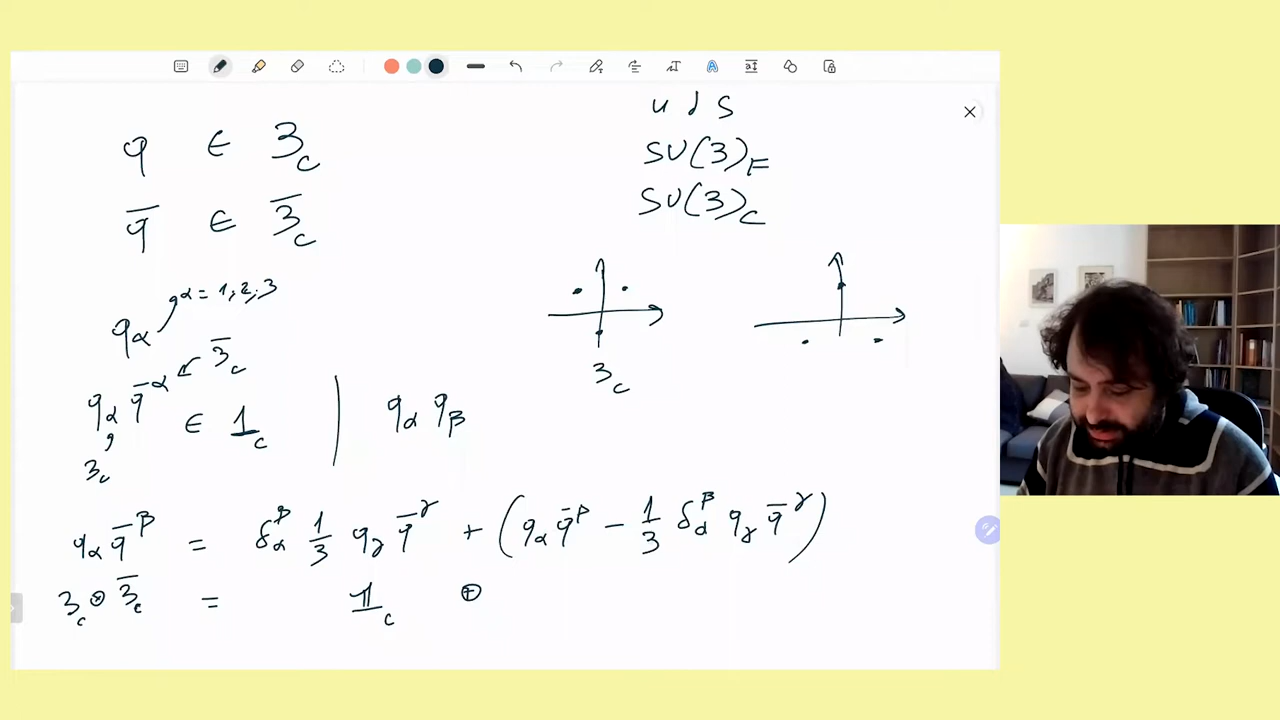 q ∈ 3_c
q̄ ∈ 3̄_c
u d s
SU(3)_F
SU(3)_C
q_α α = 1, 2, 3
3_c
q_α q̄^α ∈ 1_c | q_α q_β
3̄_c
3_c
q_α q̄^β = δ_α^β 1/3 q_γ q̄^γ + (q_α q̄^β − 1/3 δ_α^β q_γ q̄^γ)
3_c ⊗ 3̄_c = 1_c ⊕